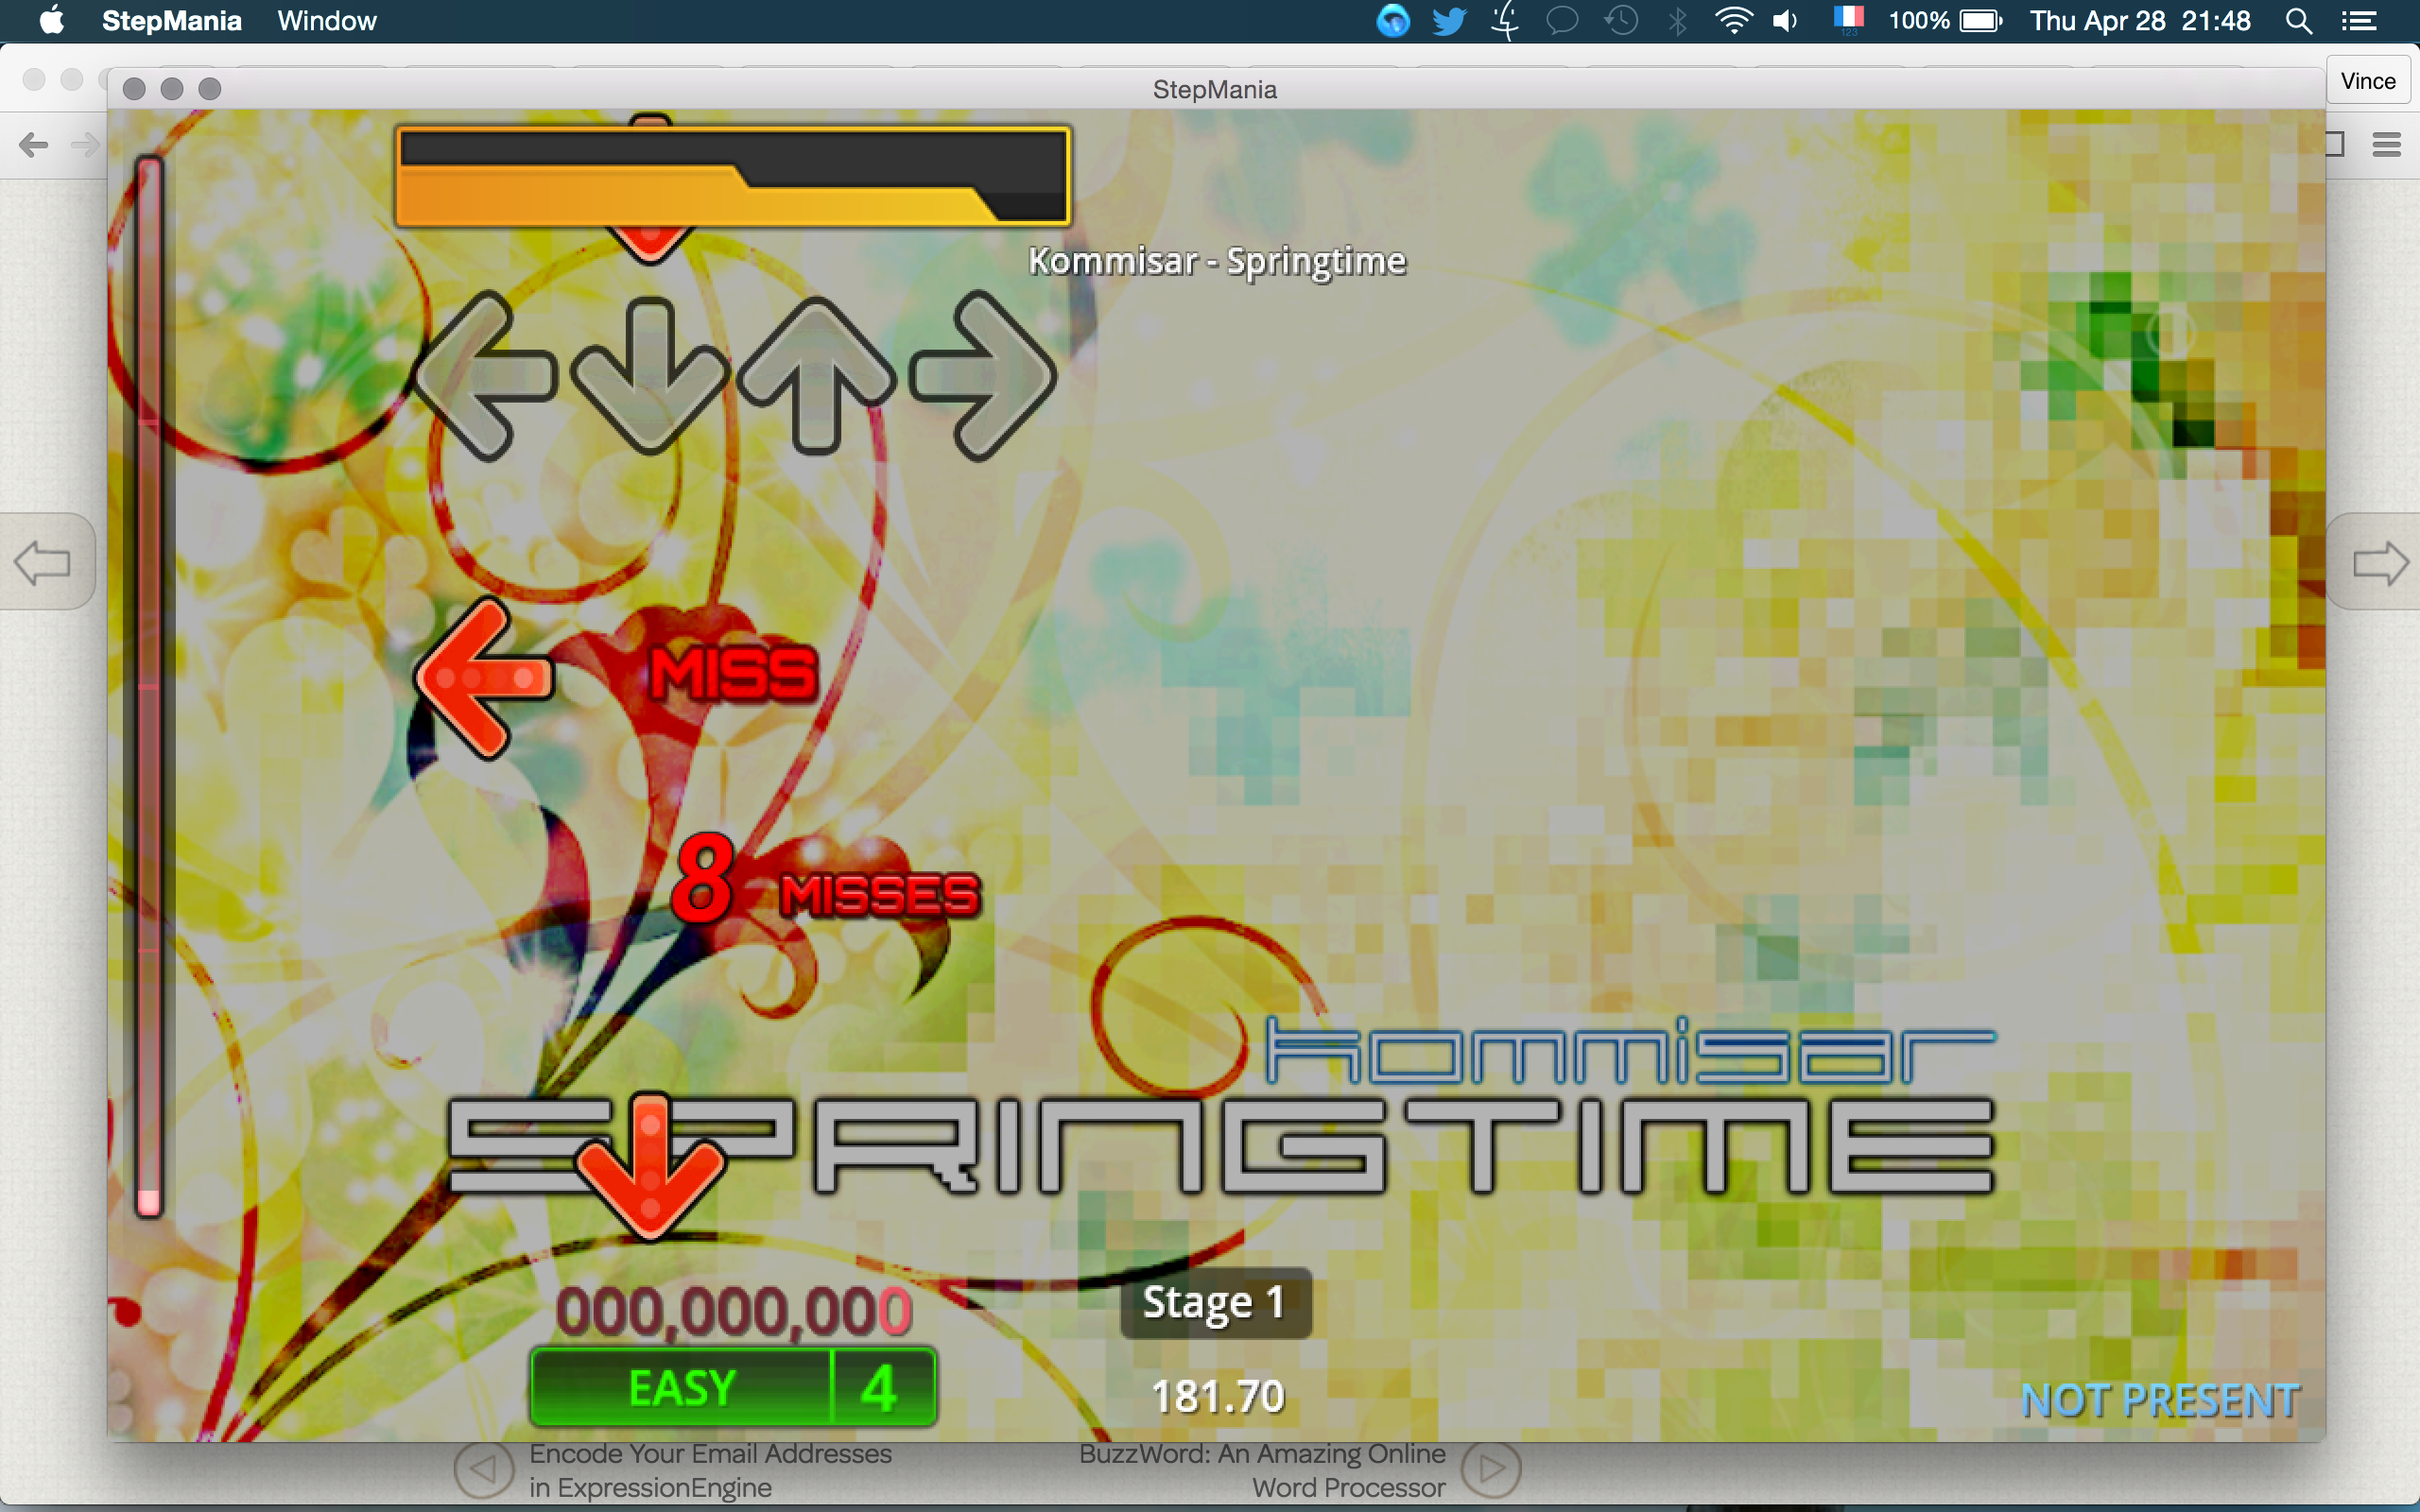 StepMania Window 100% Thu Apr 28 21:48
123
StepMania
Vince
Kommisar - Springtime
MISS
8 MISSES
kommisar
SPRINGTIME
000,000,000
Stage 1
EASY 4
181.70
NOT PRESENT
Encode Your Email Addresses
in ExpressionEngine
BuzzWord: An Amazing Online
Word Processor